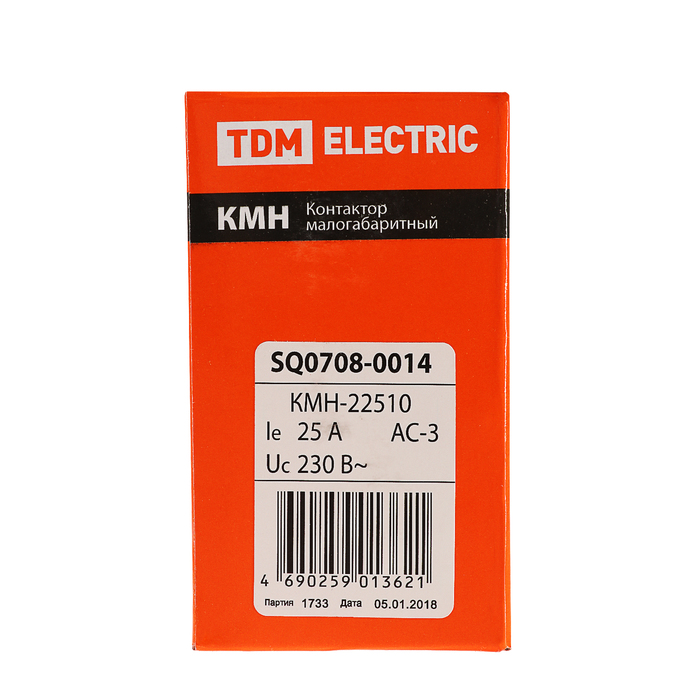 TDM ELECTRIC
КМН Контактор
малогабаритный
SQ0708-0014
КМН-22510
Ie 25 А АС-3
Uc 230 В~
4 690259 013621
Партия 1733 Дата 05.01.2018